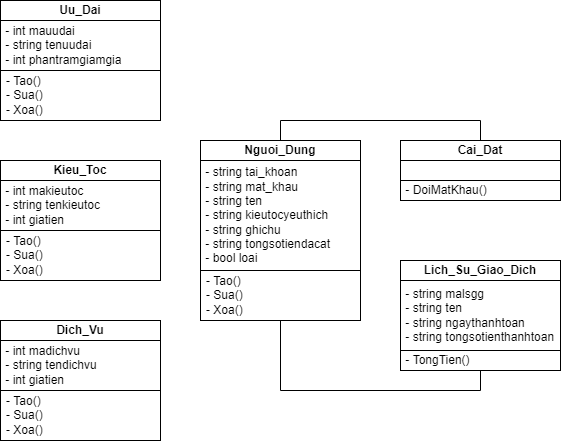 Uu_Dai
- int mauudai
- string tenuudai
- int phantramgiamgia
- Tao()
- Sua()
- Xoa()
Kieu_Toc
- int makieutoc
- string tenkieutoc
- int giatien
- Tao()
- Sua()
- Xoa()
Dich_Vu
- int madichvu
- string tendichvu
- int giatien
- Tao()
- Sua()
- Xoa()
Nguoi_Dung
- string tai_khoan
- string mat_khau
- string ten
- string kieutocyeuthich
- string ghichu
- string tongsotiendacat
- bool loai
- Tao()
- Sua()
- Xoa()
Cai_Dat
- DoiMatKhau()
Lich_Su_Giao_Dich
- string malsgg
- string ten
- string ngaythanhtoan
- string tongsotienthanhtoan
- TongTien()